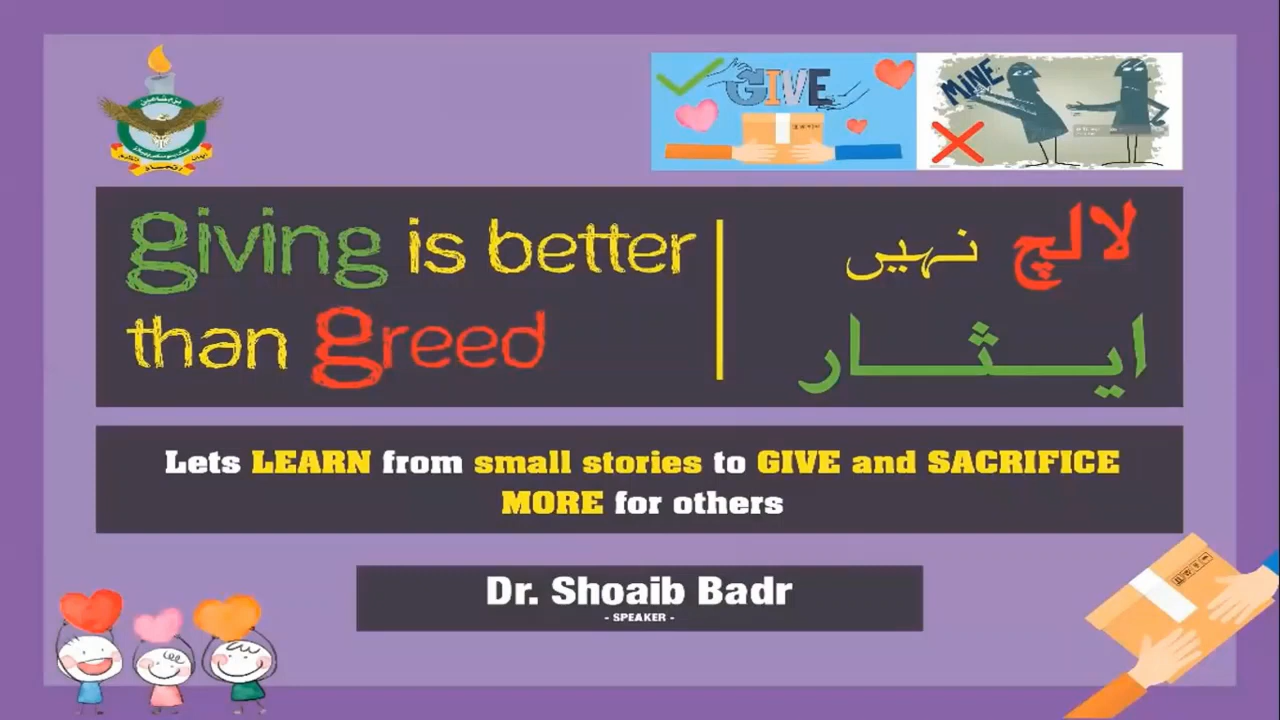 GIVE
MINE
giving is better
than greed
لالچ نہیں
ایثار
Lets LEARN from small stories to GIVE and SACRIFICE
MORE for others
Dr. Shoaib Badr
- SPEAKER -